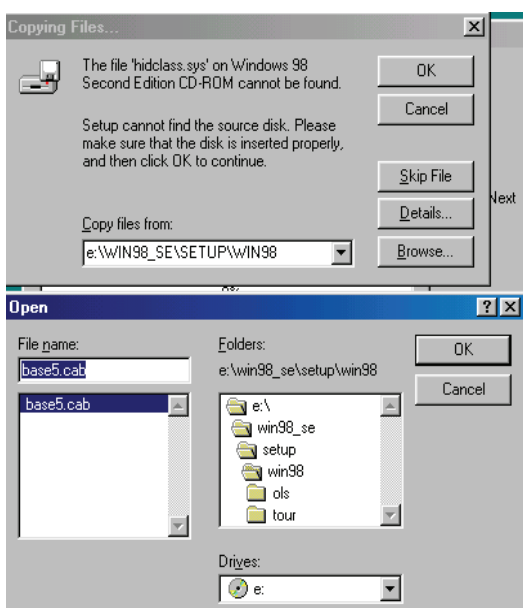 Copying Files...
The file 'hidclass.sys' on Windows 98
Second Edition CD-ROM cannot be found.
Setup cannot find the source disk. Please
make sure that the disk is inserted properly,
and then click OK to continue.
Copy files from:
e:\WIN98_SE\SETUP\WIN98
OK
Cancel
Skip File
Details...
Browse...
Next
Open
File name:
base5.cab
base5.cab
Folders:
e:\win98_se\setup\win98
e:\
win98_se
setup
win98
ols
tour
Drives:
e:
OK
Cancel